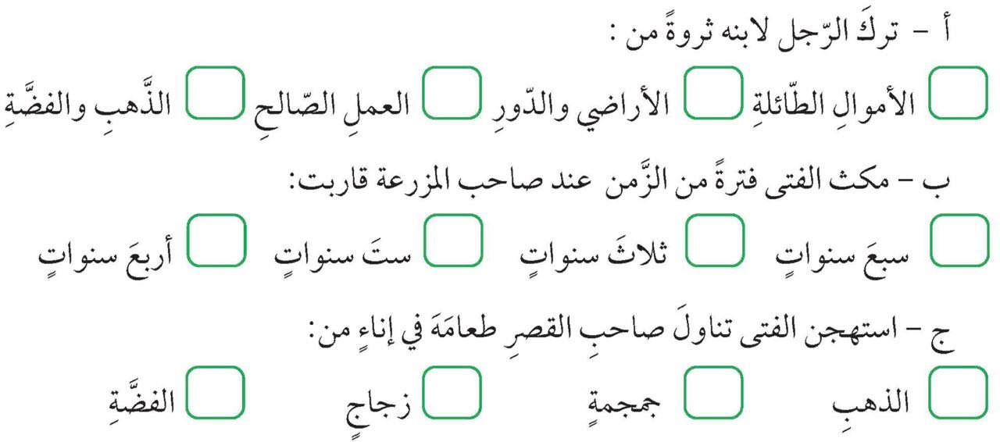 أ - تركَ الرّجل لابنه ثروةً من :
الأموالِ الطّائلةِ الأراضي والدّورِ العملِ الصّالحِ الذَّهبِ والفضَّةِ
ب - مكث الفتى فترةً من الزَّمن عند صاحب المزرعة قاربت:
سبعَ سنواتٍ ثلاثَ سنواتٍ ستَ سنواتٍ أربعَ سنواتٍ
ج - استهجن الفتى تناولَ صاحبِ القصرِ طعامَهَ في إناءٍ من:
الذهبِ جمجمةٍ زجاجٍ الفضَّةِ